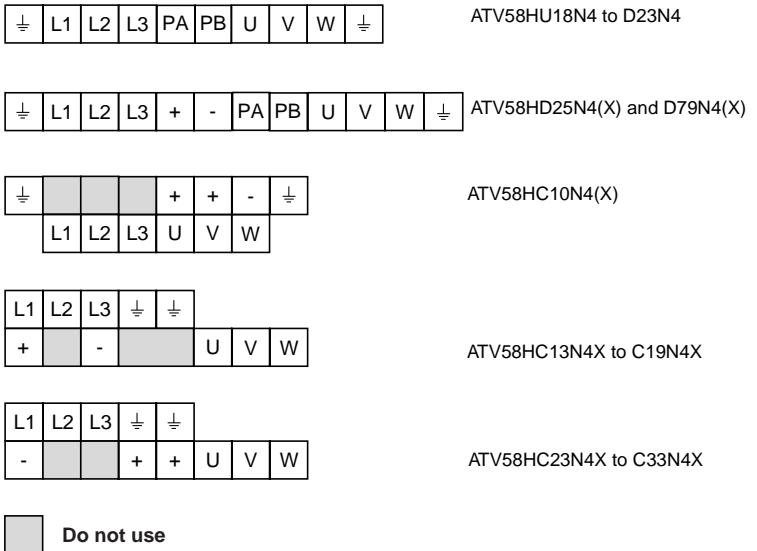 ⏚ L1 L2 L3 PA PB U V W ⏚ ATV58HU18N4 to D23N4
⏚ L1 L2 L3 + - PA PB U V W ⏚ ATV58HD25N4(X) and D79N4(X)
⏚ + + - ⏚ ATV58HC10N4(X)
L1 L2 L3 U V W
L1 L2 L3 ⏚ ⏚
+ - U V W ATV58HC13N4X to C19N4X
L1 L2 L3 ⏚ ⏚
- + + U V W ATV58HC23N4X to C33N4X
Do not use